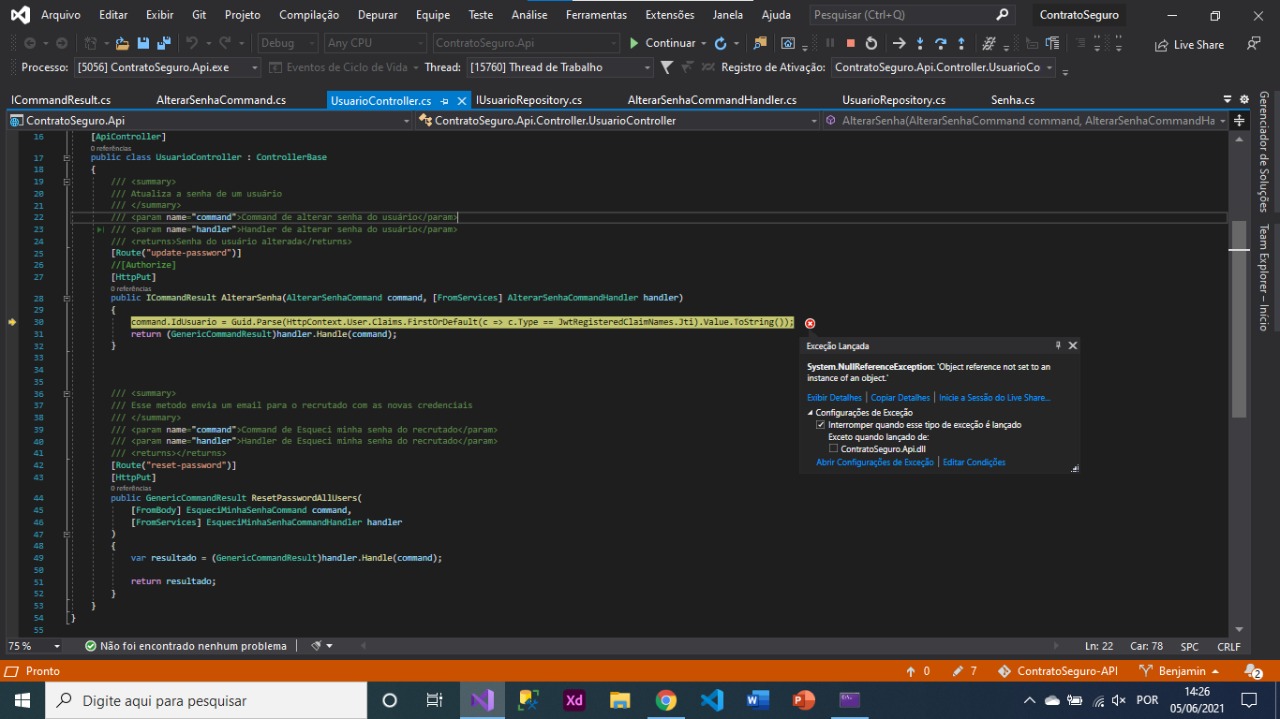 Arquivo Editar Exibir Git Projeto Compilação Depurar Equipe Teste Análise Ferramentas Extensões Janela Ajuda Pesquisar (Ctrl+Q) ContratoSeguro
Debug Any CPU ContratoSeguro.Api Continuar Live Share
Processo: [5056] ContratoSeguro.Api.exe Eventos de Ciclo de Vida Thread: [15760] Thread de Trabalho Registro de Ativação: ContratoSeguro.Api.Controller.UsuarioCo
ICommandResult.cs AlterarSenhaCommand.cs UsuarioController.cs IUsuarioRepository.cs AlterarSenhaCommandHandler.cs UsuarioRepository.cs Senha.cs
ContratoSeguro.Api ContratoSeguro.Api.Controller.UsuarioController AlterarSenha(AlterarSenhaCommand command, AlterarSenhaCommandHa
Gerenciador de Soluções
Team Explorer – Início
16 [ApiController]
0 referências
17 public class UsuarioController : ControllerBase
18 {
19 /// <summary>
20 /// Atualiza a senha de um usuário
21 /// </summary>
22 /// <param name="command">Command de alterar senha do usuário</param>
23 /// <param name="handler">Handler de alterar senha do usuário</param>
24 /// <returns>Senha do usuário alterada</returns>
25 [Route("update-password")]
26 //[Authorize]
27 [HttpPut]
0 referências
28 public ICommandResult AlterarSenha(AlterarSenhaCommand command, [FromServices] AlterarSenhaCommandHandler handler)
29 {
30 command.IdUsuario = Guid.Parse(HttpContext.User.Claims.FirstOrDefault(c => c.Type == JwtRegisteredClaimNames.Jti).Value.ToString());
31 return (GenericCommandResult)handler.Handle(command);
32 }
33
34
35
36 /// <summary>
37 /// Esse metodo envia um email para o recrutado com as novas credenciais
38 /// </summary>
39 /// <param name="command">Command de Esqueci minha senha do recrutado</param>
40 /// <param name="handler">Handler de Esqueci minha senha do recrutado</param>
41 /// <returns></returns>
42 [Route("reset-password")]
43 [HttpPut]
0 referências
44 public GenericCommandResult ResetPasswordAllUsers(
45 [FromBody] EsqueciMinhaSenhaCommand command,
46 [FromServices] EsqueciMinhaSenhaCommandHandler handler
47 )
48 {
49 var resultado = (GenericCommandResult)handler.Handle(command);
50
51 return resultado;
52 }
53 }
54 }
55
Exceção Lançada
System.NullReferenceException: 'Object reference not set to an
instance of an object.'
Exibir Detalhes | Copiar Detalhes | Inicie a Sessão do Live Share...
Configurações de Exceção
Interromper quando esse tipo de exceção é lançado
Exceto quando lançado de:
ContratoSeguro.Api.dll
Abrir Configurações de Exceção | Editar Condições
75 % Não foi encontrado nenhum problema Ln: 22 Car: 78 SPC CRLF
Pronto 0 7 ContratoSeguro-API Benjamin 2
Digite aqui para pesquisar Xd POR 14:26
05/06/2021